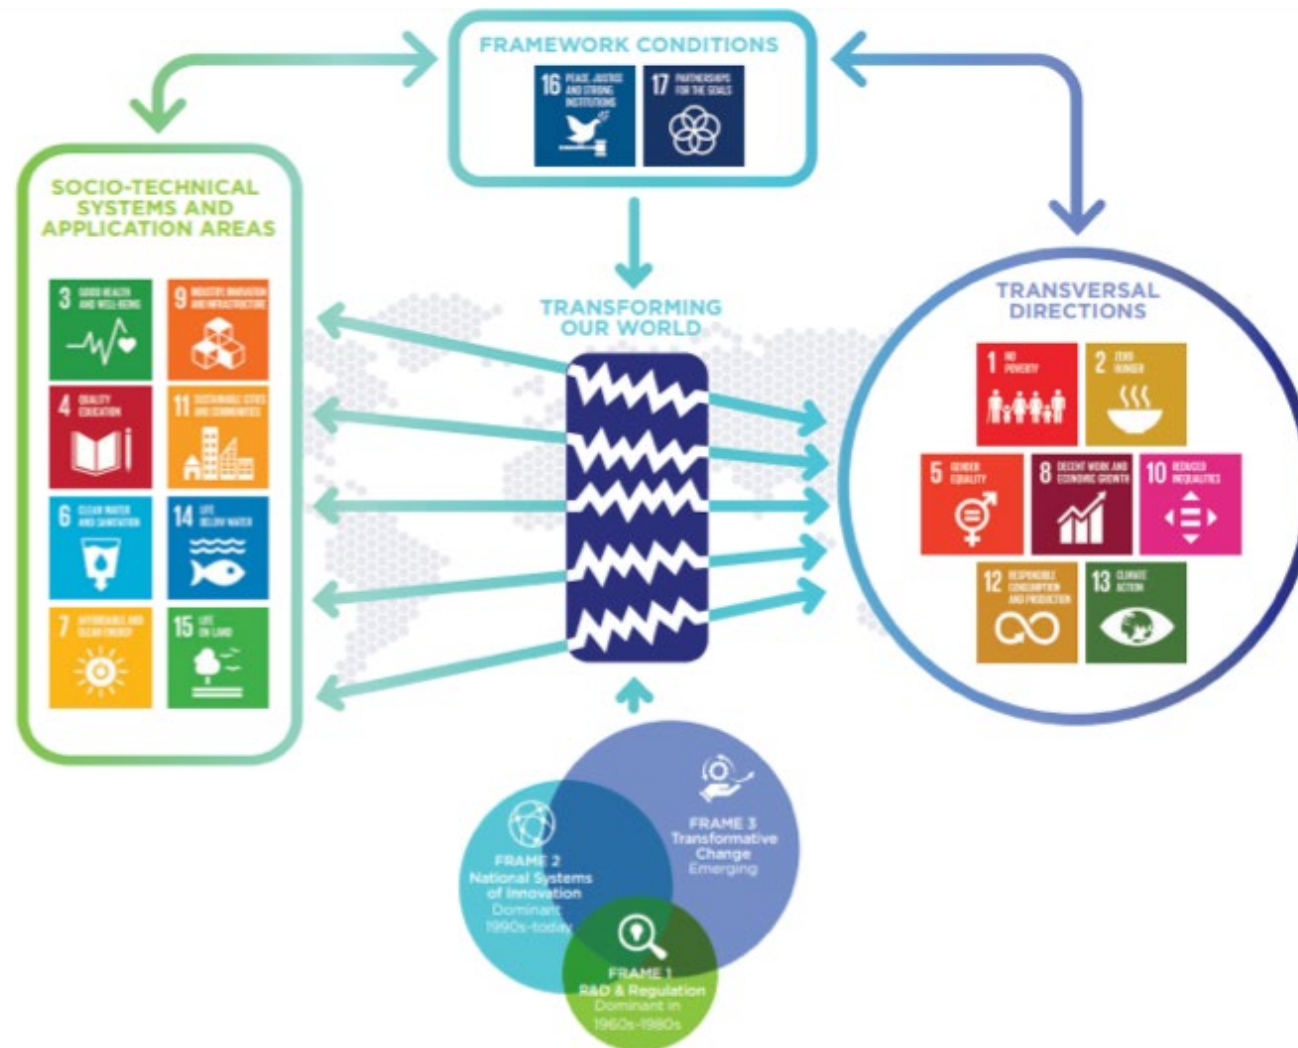 FRAMEWORK CONDITIONS
16 PEACE, JUSTICE
AND STRONG
INSTITUTIONS
17 PARTNERSHIPS
FOR THE GOALS
SOCIO-TECHNICAL
SYSTEMS AND
APPLICATION AREAS
3 GOOD HEALTH
AND WELL-BEING
9 INDUSTRY, INNOVATION
AND INFRASTRUCTURE
4 QUALITY
EDUCATION
11 SUSTAINABLE CITIES
AND COMMUNITIES
6 CLEAN WATER
AND SANITATION
14 LIFE
BELOW WATER
7 AFFORDABLE AND
CLEAN ENERGY
15 LIFE
ON LAND
TRANSFORMING
OUR WORLD
TRANSVERSAL
DIRECTIONS
1 NO
POVERTY
2 ZERO
HUNGER
5 GENDER
EQUALITY
8 DECENT WORK AND
ECONOMIC GROWTH
10 REDUCED
INEQUALITIES
12 RESPONSIBLE
CONSUMPTION
AND PRODUCTION
13 CLIMATE
ACTION
FRAME 3
Transformative
Change
Emerging
FRAME 2
National Systems
of Innovation
Dominant
1990s-today
FRAME 1
R&D & Regulation
Dominant in
1960s-1980s